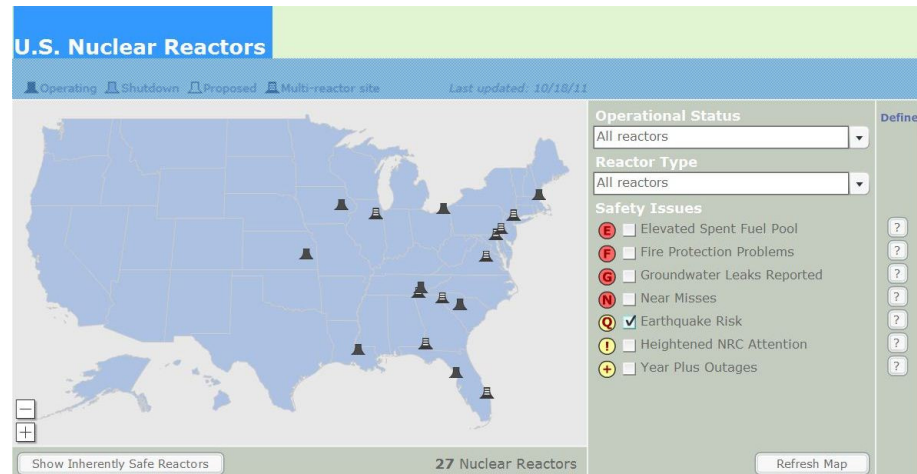 U.S. Nuclear Reactors
Operating Shutdown Proposed Multi-reactor site Last updated: 10/18/11
Operational Status
Define
All reactors
Reactor Type
All reactors
Safety Issues
E Elevated Spent Fuel Pool ?
F Fire Protection Problems ?
G Groundwater Leaks Reported ?
N Near Misses ?
Q Earthquake Risk ?
! Heightened NRC Attention ?
+ Year Plus Outages ?
Show Inherently Safe Reactors
27 Nuclear Reactors
Refresh Map